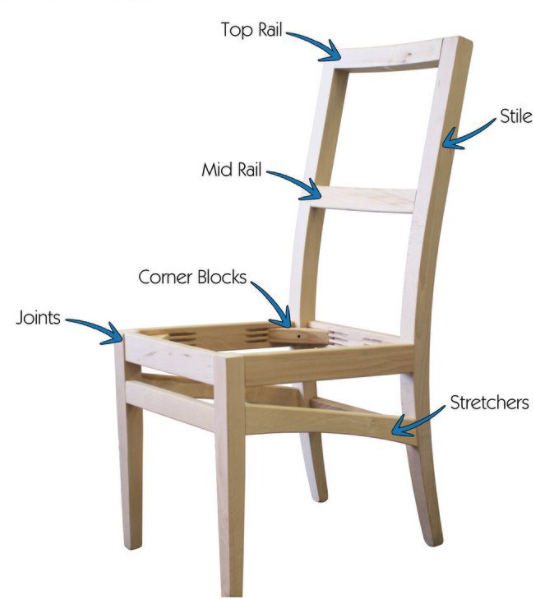 Top Rail
Stile
Mid Rail
Corner Blocks
Joints
Stretchers